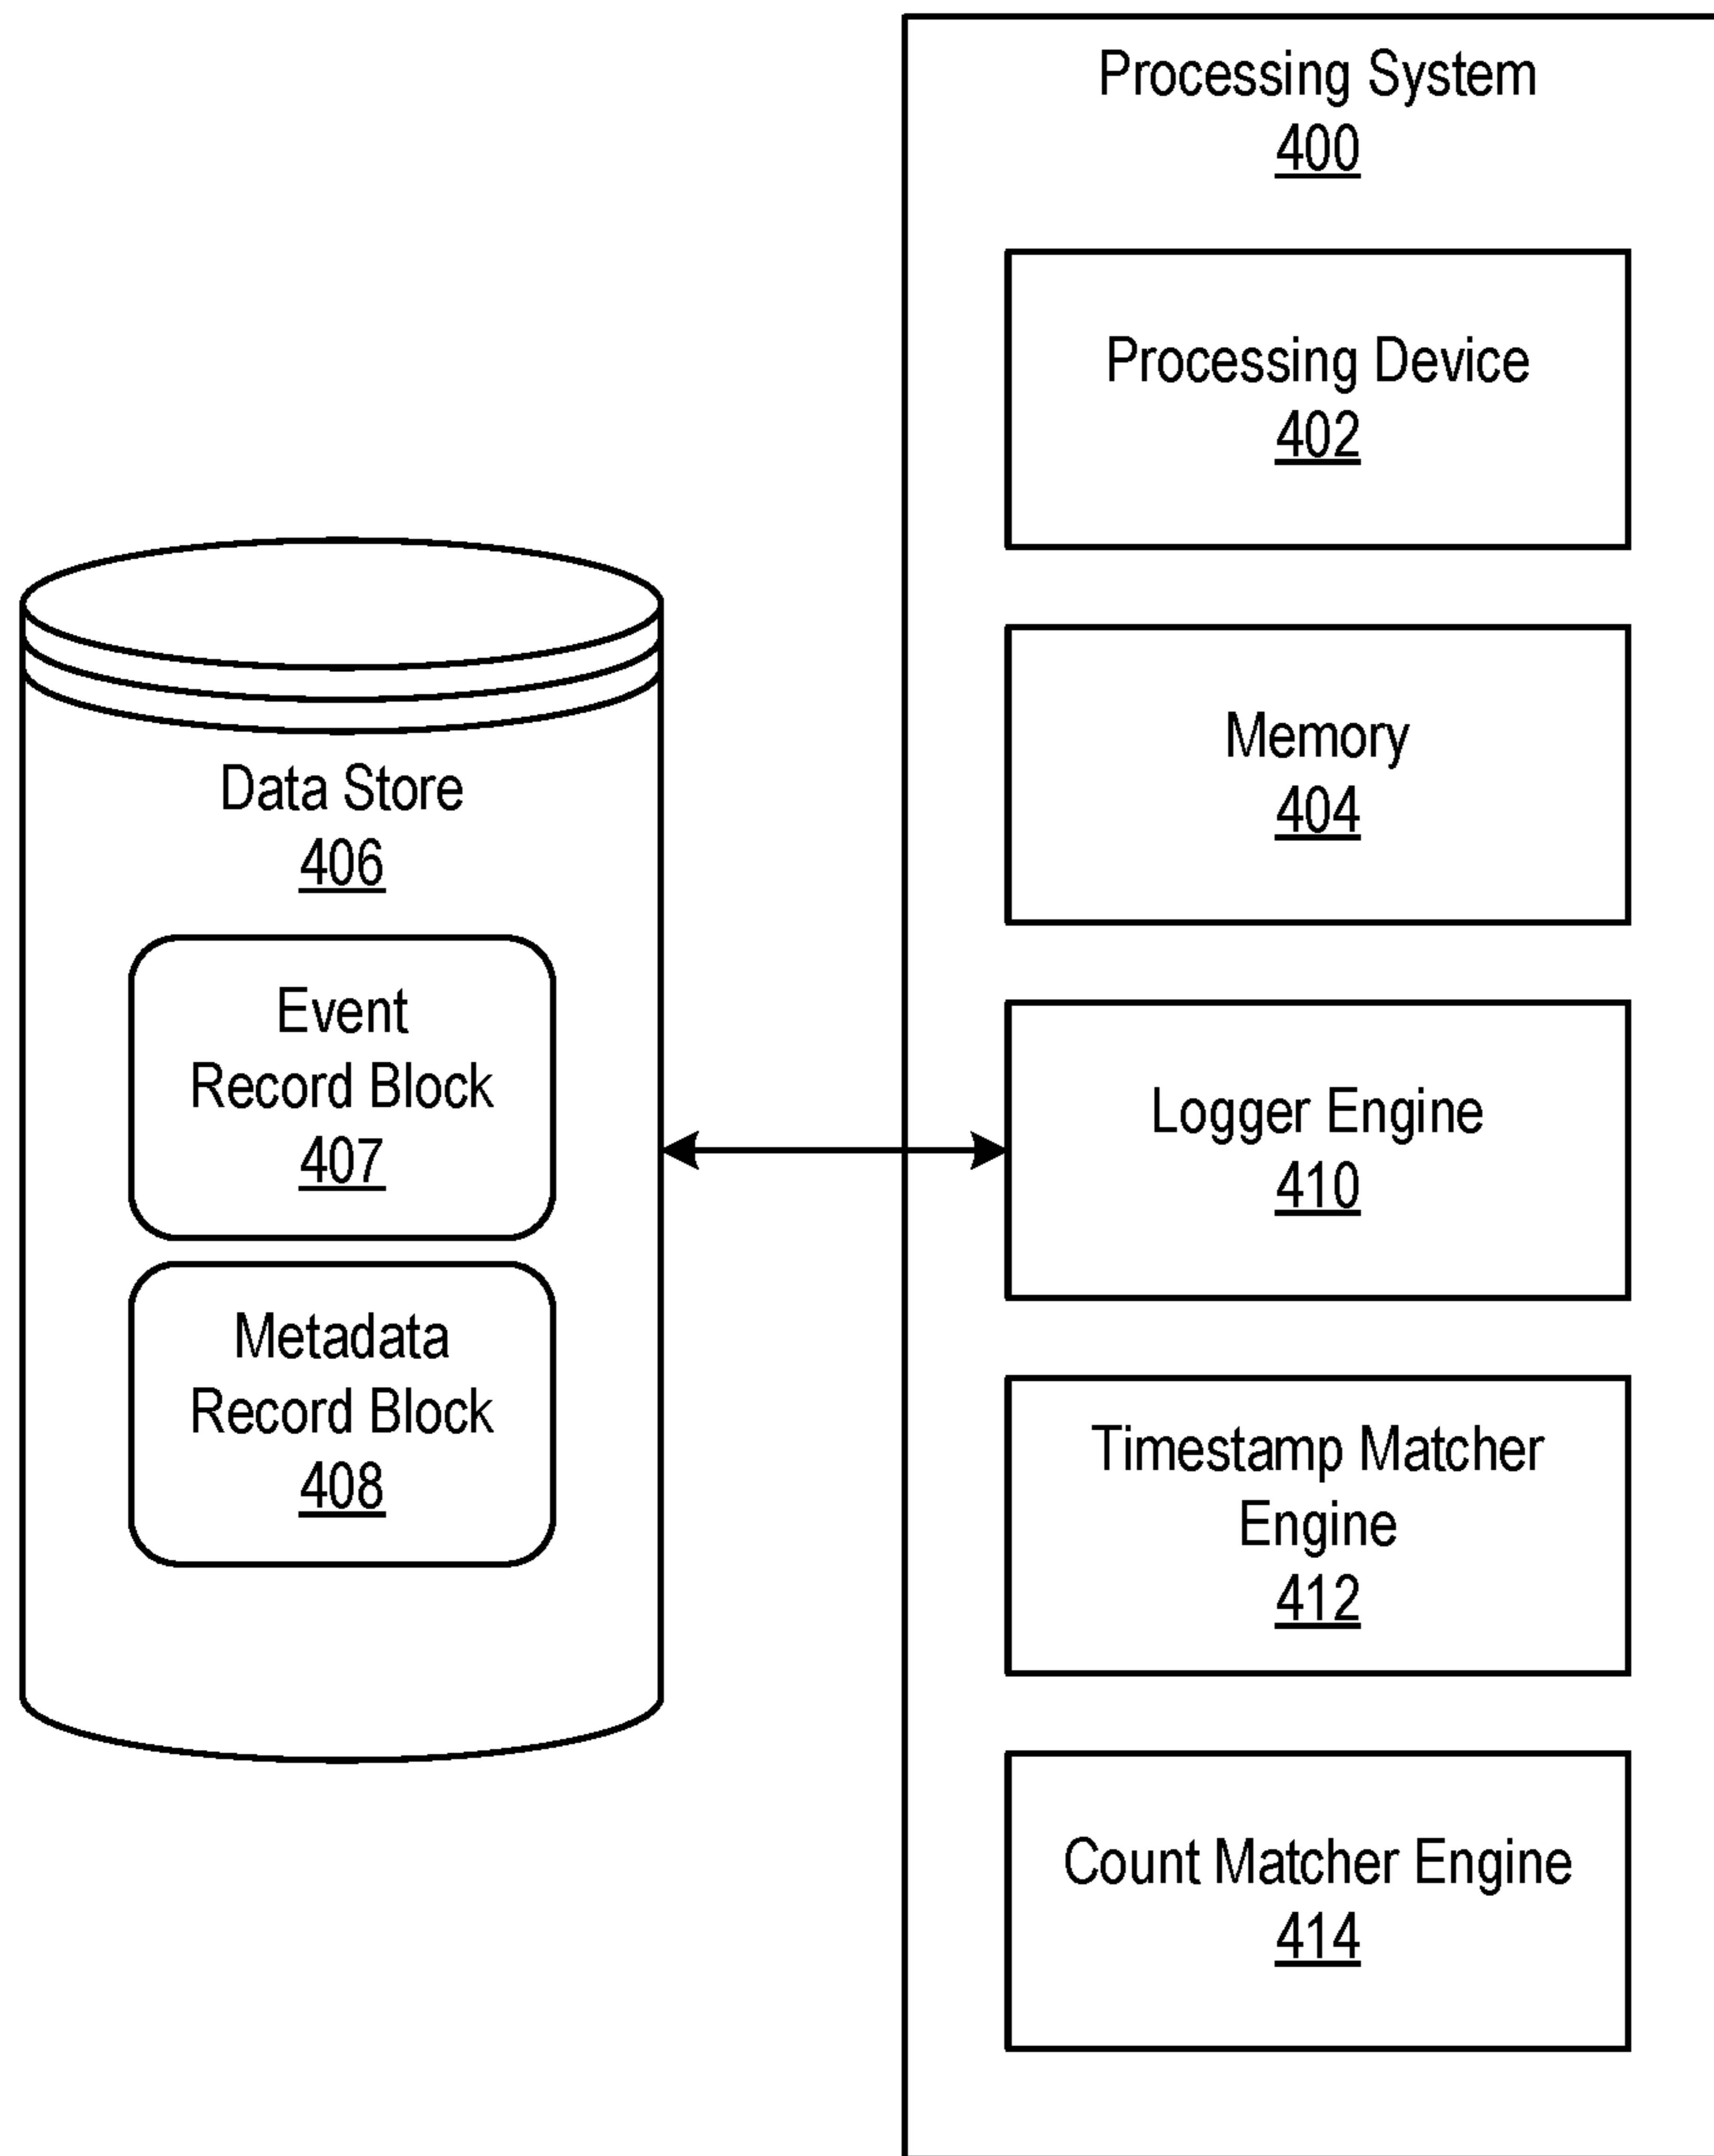 Processing System
400
Processing Device
402
Memory
404
Data Store
406
Event
Record Block
407
Metadata
Record Block
408
Logger Engine
410
Timestamp Matcher
Engine
412
Count Matcher Engine
414